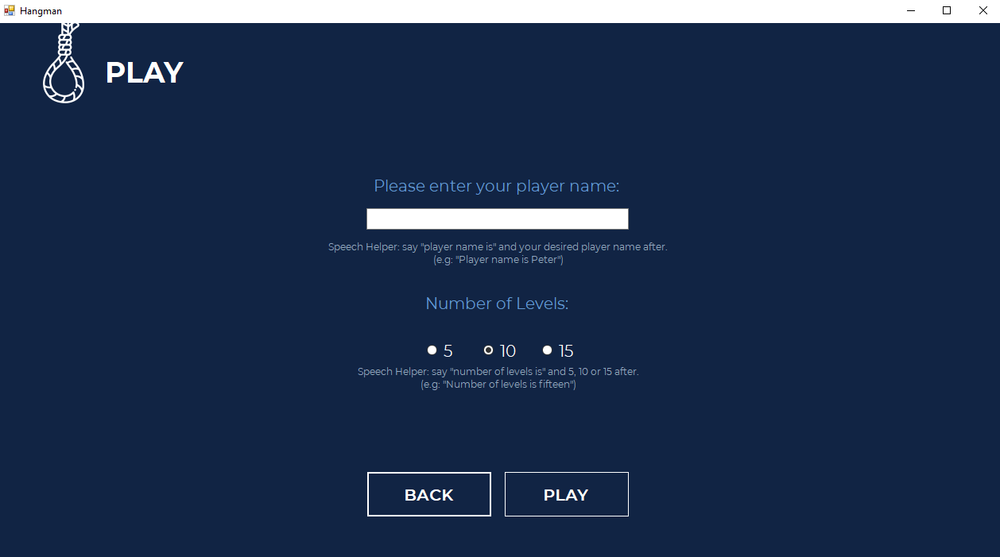 Hangman
PLAY
Please enter your player name:
Speech Helper: say "player name is" and your desired player name after.
(e.g: "Player name is Peter")
Number of Levels:
5 10 15
Speech Helper: say "number of levels is" and 5, 10 or 15 after.
(e.g: "Number of levels is fifteen")
BACK PLAY